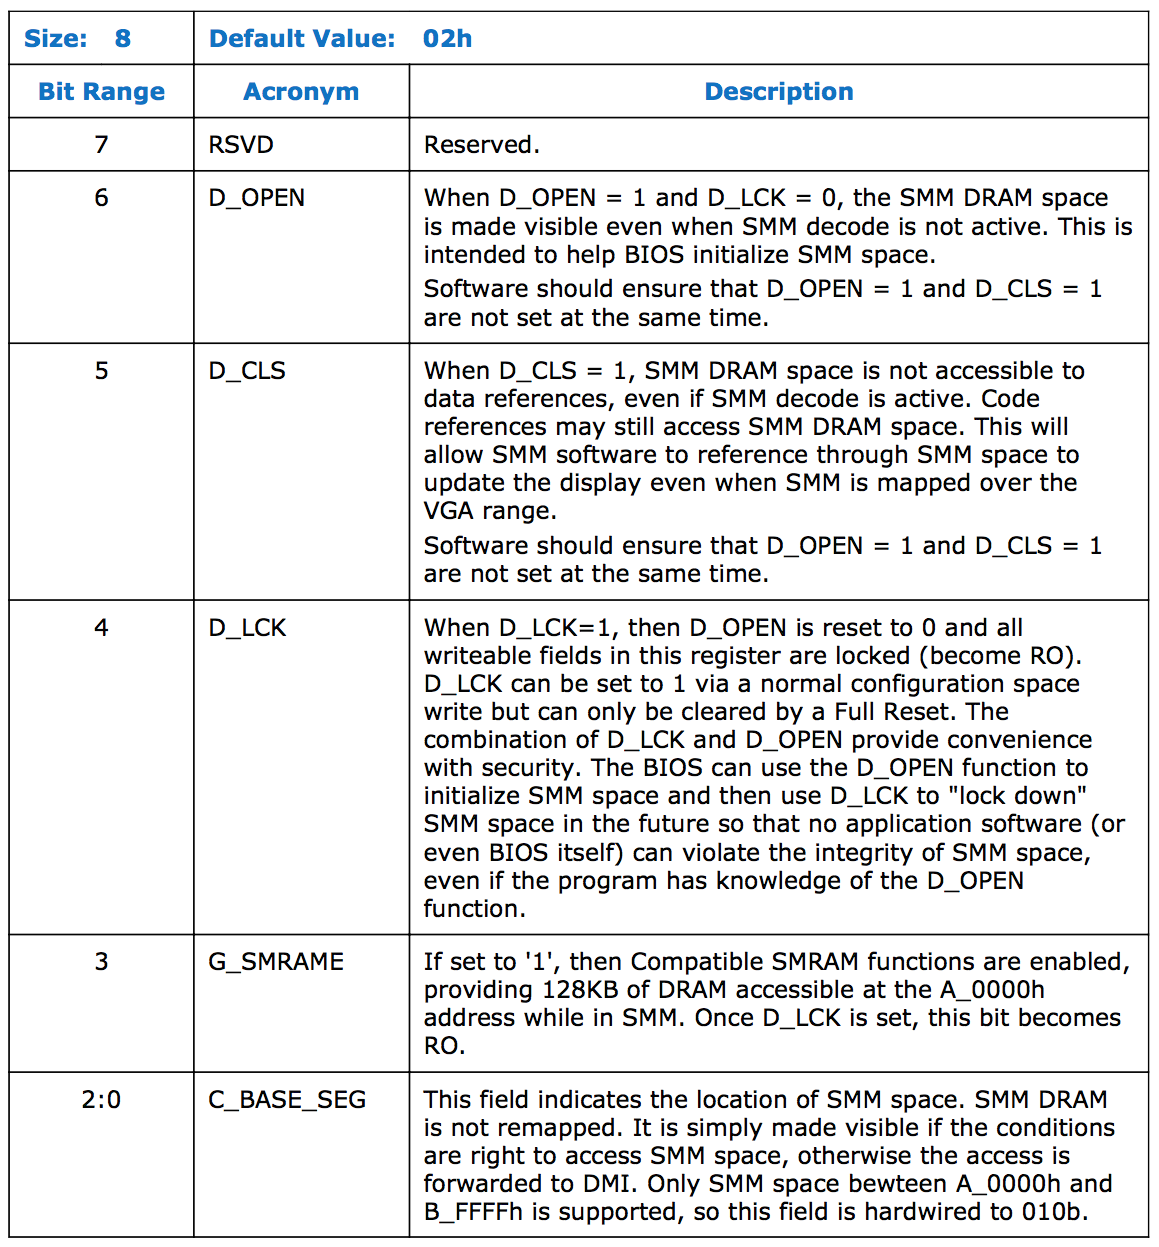 Size: 8 Default Value: 02h
Bit Range Acronym Description
7 RSVD Reserved.
6 D_OPEN When D_OPEN = 1 and D_LCK = 0, the SMM DRAM space
is made visible even when SMM decode is not active. This is
intended to help BIOS initialize SMM space.
Software should ensure that D_OPEN = 1 and D_CLS = 1
are not set at the same time.
5 D_CLS When D_CLS = 1, SMM DRAM space is not accessible to
data references, even if SMM decode is active. Code
references may still access SMM DRAM space. This will
allow SMM software to reference through SMM space to
update the display even when SMM is mapped over the
VGA range.
Software should ensure that D_OPEN = 1 and D_CLS = 1
are not set at the same time.
4 D_LCK When D_LCK=1, then D_OPEN is reset to 0 and all
writeable fields in this register are locked (become RO).
D_LCK can be set to 1 via a normal configuration space
write but can only be cleared by a Full Reset. The
combination of D_LCK and D_OPEN provide convenience
with security. The BIOS can use the D_OPEN function to
initialize SMM space and then use D_LCK to "lock down"
SMM space in the future so that no application software (or
even BIOS itself) can violate the integrity of SMM space,
even if the program has knowledge of the D_OPEN
function.
3 G_SMRAME If set to '1', then Compatible SMRAM functions are enabled,
providing 128KB of DRAM accessible at the A_0000h
address while in SMM. Once D_LCK is set, this bit becomes
RO.
2:0 C_BASE_SEG This field indicates the location of SMM space. SMM DRAM
is not remapped. It is simply made visible if the conditions
are right to access SMM space, otherwise the access is
forwarded to DMI. Only SMM space bewteen A_0000h and
B_FFFFh is supported, so this field is hardwired to 010b.